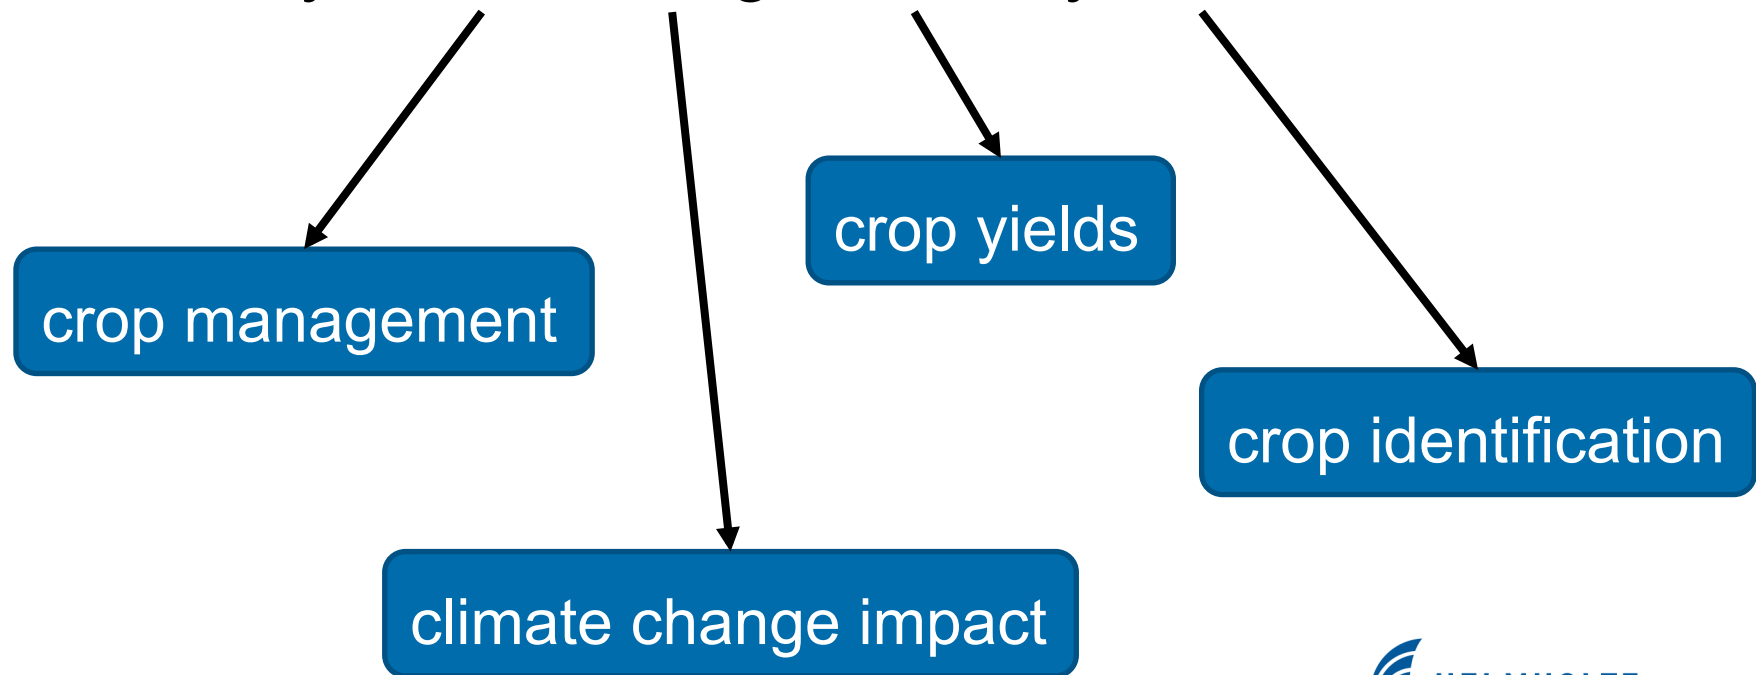 crop yields
crop management
crop identification
climate change impact